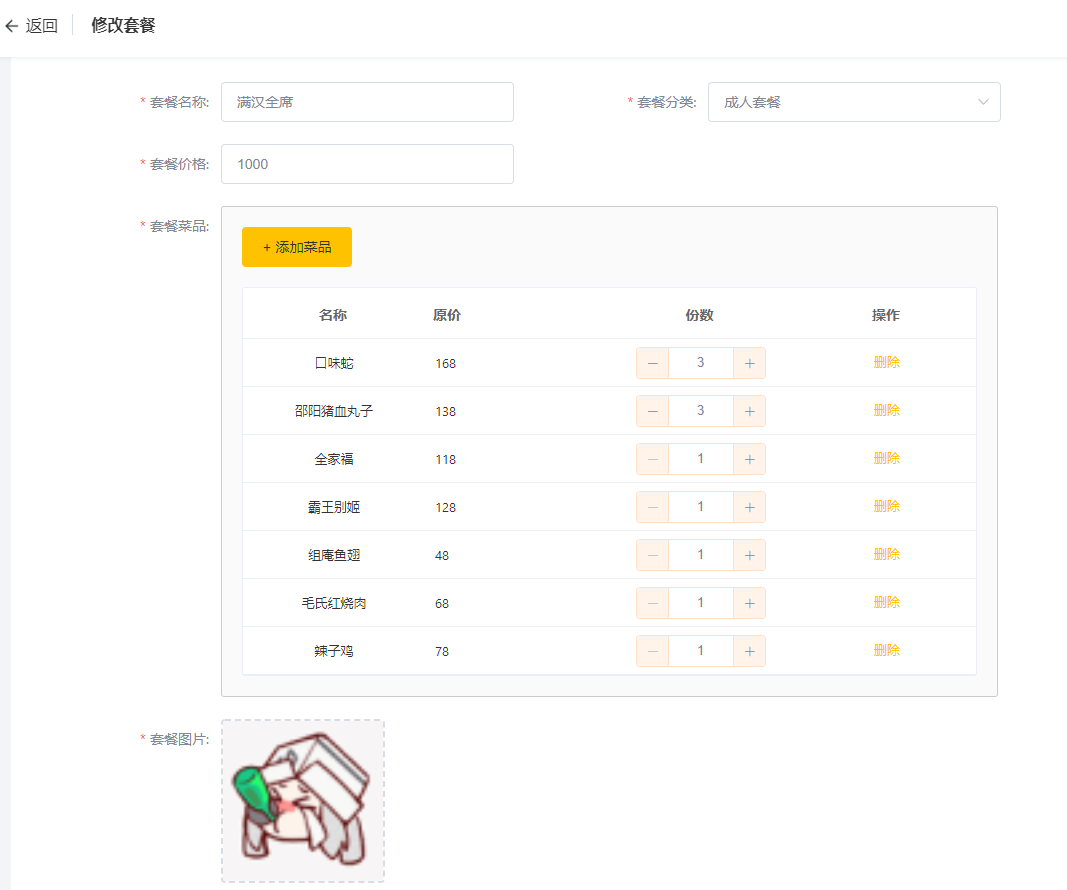 ← 返回 修改套餐
* 套餐名称: 满汉全席 * 套餐分类: 成人套餐
* 套餐价格: 1000
* 套餐菜品:
+ 添加菜品
名称 原价 份数 操作
口味蛇 168 － 3 + 删除
邵阳猪血丸子 138 － 3 + 删除
全家福 118 － 1 + 删除
霸王别姬 128 － 1 + 删除
组庵鱼翅 48 － 1 + 删除
毛氏红烧肉 68 － 1 + 删除
辣子鸡 78 － 1 + 删除
* 套餐图片: